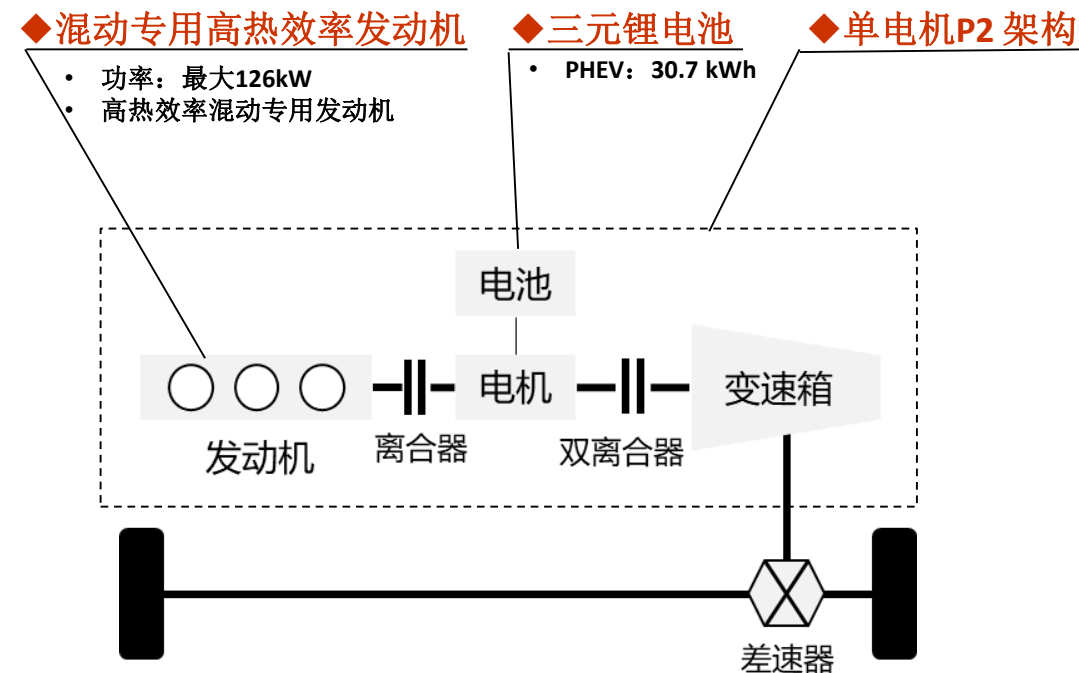 ◆混动专用高热效率发动机
• 功率：最大126kW
• 高热效率混动专用发动机
◆三元锂电池
• PHEV：30.7 kWh
◆单电机P2 架构
电池
电机
变速箱
发动机
离合器
双离合器
差速器